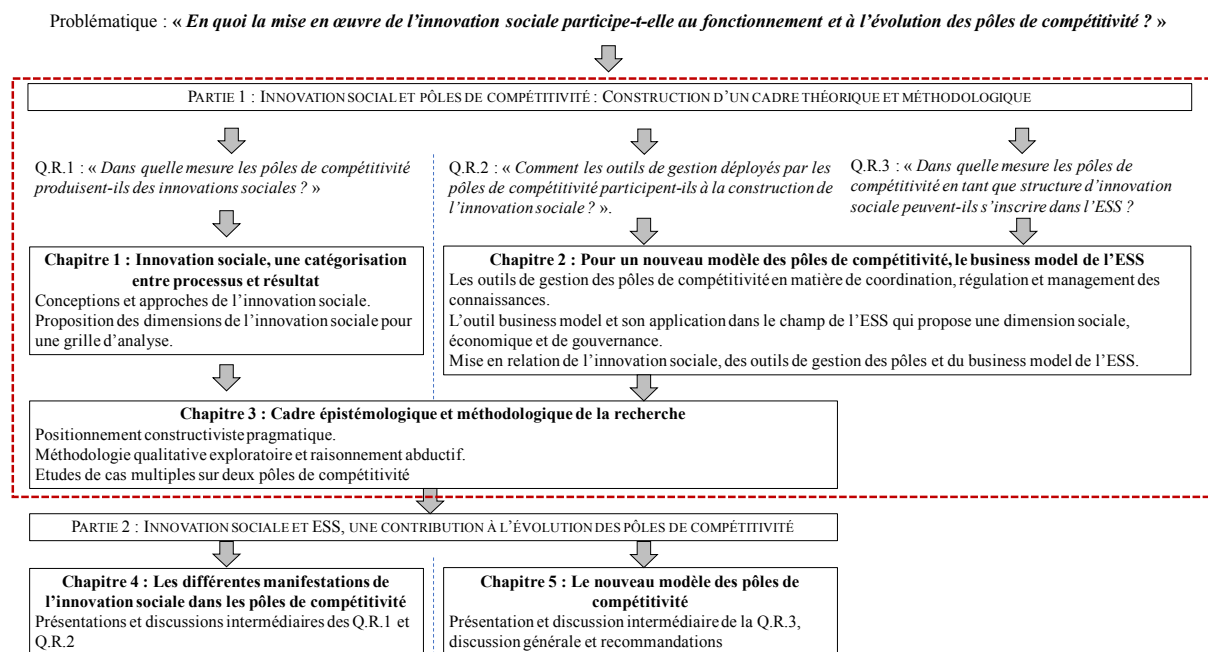 Problématique : « En quoi la mise en œuvre de l’innovation sociale participe-t-elle au fonctionnement et à l’évolution des pôles de compétitivité ? »
PARTIE 1 : INNOVATION SOCIAL ET PÔLES DE COMPÉTITIVITÉ : CONSTRUCTION D’UN CADRE THÉORIQUE ET MÉTHODOLOGIQUE
Q.R.1 : « Dans quelle mesure les pôles de compétitivité
produisent-ils des innovations sociales ? »
Q.R.2 : « Comment les outils de gestion déployés par les
pôles de compétitivité participent-ils à la construction de
l’innovation sociale ? ».
Q.R.3 : « Dans quelle mesure les pôles de
compétitivité en tant que structure d’innovation
sociale peuvent-ils s’inscrire dans l’ESS ?
Chapitre 1 : Innovation sociale, une catégorisation
entre processus et résultat
Conceptions et approches de l’innovation sociale.
Proposition des dimensions de l’innovation sociale pour
une grille d’analyse.
Chapitre 2 : Pour un nouveau modèle des pôles de compétitivité, le business model de l’ESS
Les outils de gestion des pôles de compétitivité en matière de coordination, régulation et management des
connaissances.
L’outil business model et son application dans le champ de l’ESS qui propose une dimension sociale,
économique et de gouvernance.
Mise en relation de l’innovation sociale, des outils de gestion des pôles et du business model de l’ESS.
Chapitre 3 : Cadre épistémologique et méthodologique de la recherche
Positionnement constructiviste pragmatique.
Méthodologie qualitative exploratoire et raisonnement abductif.
Etudes de cas multiples sur deux pôles de compétitivité
PARTIE 2 : INNOVATION SOCIALE ET ESS, UNE CONTRIBUTION À L’ÉVOLUTION DES PÔLES DE COMPÉTITIVITÉ
Chapitre 4 : Les différentes manifestations de
l’innovation sociale dans les pôles de compétitivité
Présentations et discussions intermédiaires des Q.R.1 et
Q.R.2
Chapitre 5 : Le nouveau modèle des pôles de
compétitivité
Présentation et discussion intermédiaire de la Q.R.3,
discussion générale et recommandations